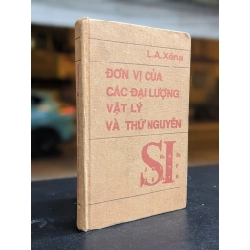 L.A.Xêna
ĐƠN VỊ CỦA
CÁC ĐẠI LƯỢNG
VẬT LÝ
VÀ THỨ NGUYÊN
SI